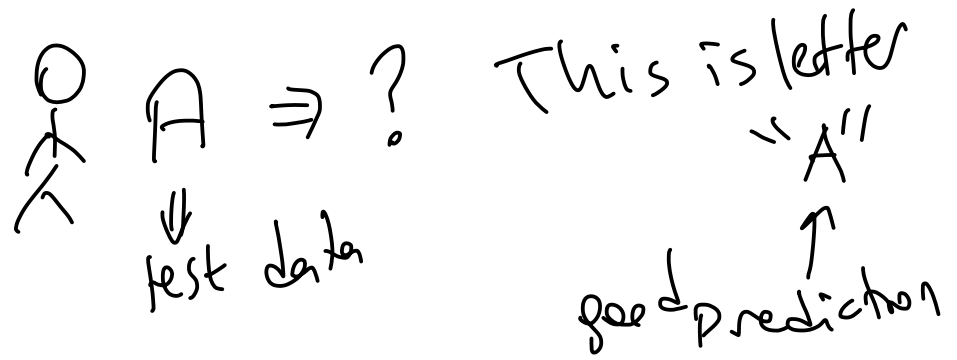 A ⇒ ?
test data
This is letter
"A"
good prediction